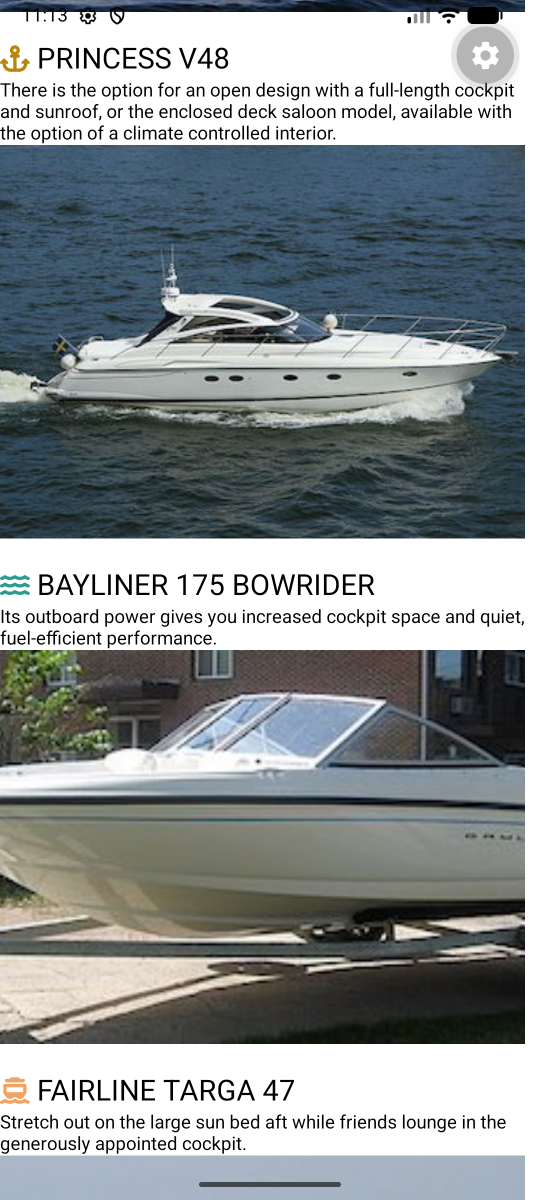 11:13
PRINCESS V48
There is the option for an open design with a full-length cockpit
and sunroof, or the enclosed deck saloon model, available with
the option of a climate controlled interior.
BAYLINER 175 BOWRIDER
Its outboard power gives you increased cockpit space and quiet,
fuel-efficient performance.
FAIRLINE TARGA 47
Stretch out on the large sun bed aft while friends lounge in the
generously appointed cockpit.